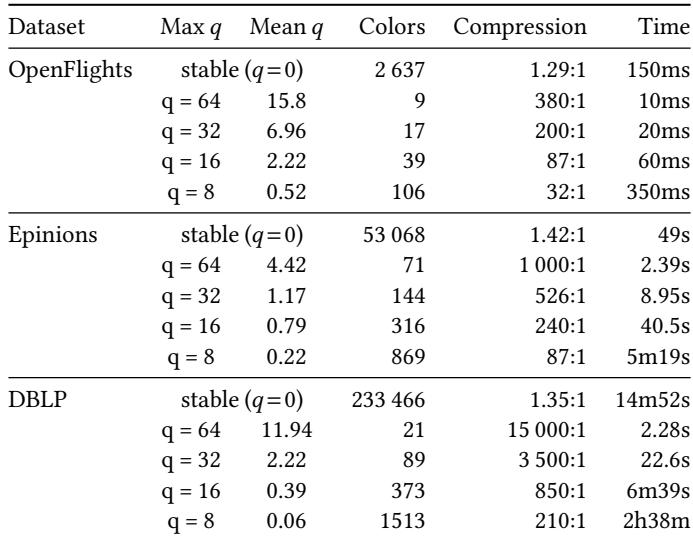 Dataset Max q Mean q Colors Compression Time
OpenFlights stable (q=0) 2 637 1.29:1 150ms
q = 64 15.8 9 380:1 10ms
q = 32 6.96 17 200:1 20ms
q = 16 2.22 39 87:1 60ms
q = 8 0.52 106 32:1 350ms
Epinions stable (q=0) 53 068 1.42:1 49s
q = 64 4.42 71 1 000:1 2.39s
q = 32 1.17 144 526:1 8.95s
q = 16 0.79 316 240:1 40.5s
q = 8 0.22 869 87:1 5m19s
DBLP stable (q=0) 233 466 1.35:1 14m52s
q = 64 11.94 21 15 000:1 2.28s
q = 32 2.22 89 3 500:1 22.6s
q = 16 0.39 373 850:1 6m39s
q = 8 0.06 1513 210:1 2h38m